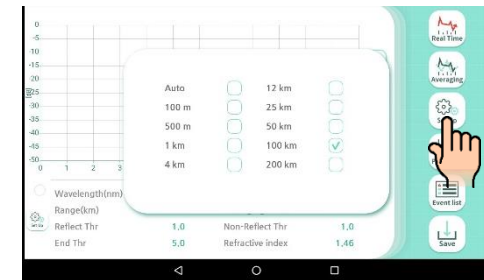 0
-5
-10
-15
20
-25
-30
-35
-40
-45
-50
0 1 2 3
Real Time
Averaging
Auto 12 km
100 m 25 km
500 m 50 km
1 km 100 km
4 km 200 km
Wavelength(nm)
Range(km)
Reflect Thr 1,0 Non-Reflect Thr 1,0
End Thr 5,0 Refractive index 1,46
Event list
Save